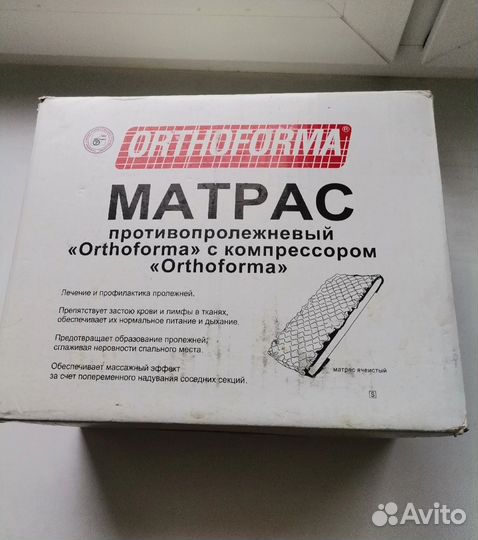 ORTHOFORMA®
МАТРАС
противопролежневый
«Orthoforma» с компрессором
«Orthoforma»
Лечение и профилактика пролежней.
Препятствует застою крови и лимфы в тканях,
обеспечивает их нормальное питание и дыхание.
Предотвращает образование пролежней,
сглаживая неровности спального места.
Обеспечивает массажный эффект
за счет попеременного надувания соседних секций.
матрас ячеистый
S
Avito